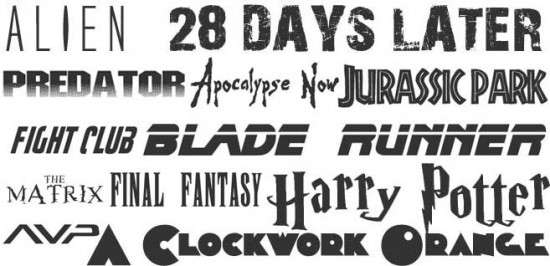 ALIEN 28 DAYS LATER
PREDATOR Apocalypse Now JURASSIC PARK
FIGHT CLUB BLADE RUNNER
THE MATRIX FINAL FANTASY Harry Potter
AVP A CLOCKWORK ORANGE